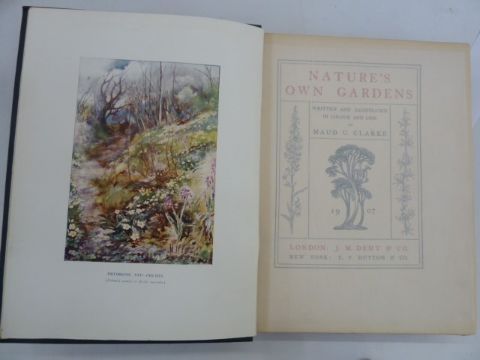 NATURE'S
OWN GARDENS
WRITTEN AND ILLUSTRATED
IN COLOUR AND LINE
BY
MAUD U. CLARKE
1907
LONDON: J. M. DENT & CO.
NEW YORK: E. P. DUTTON & CO.